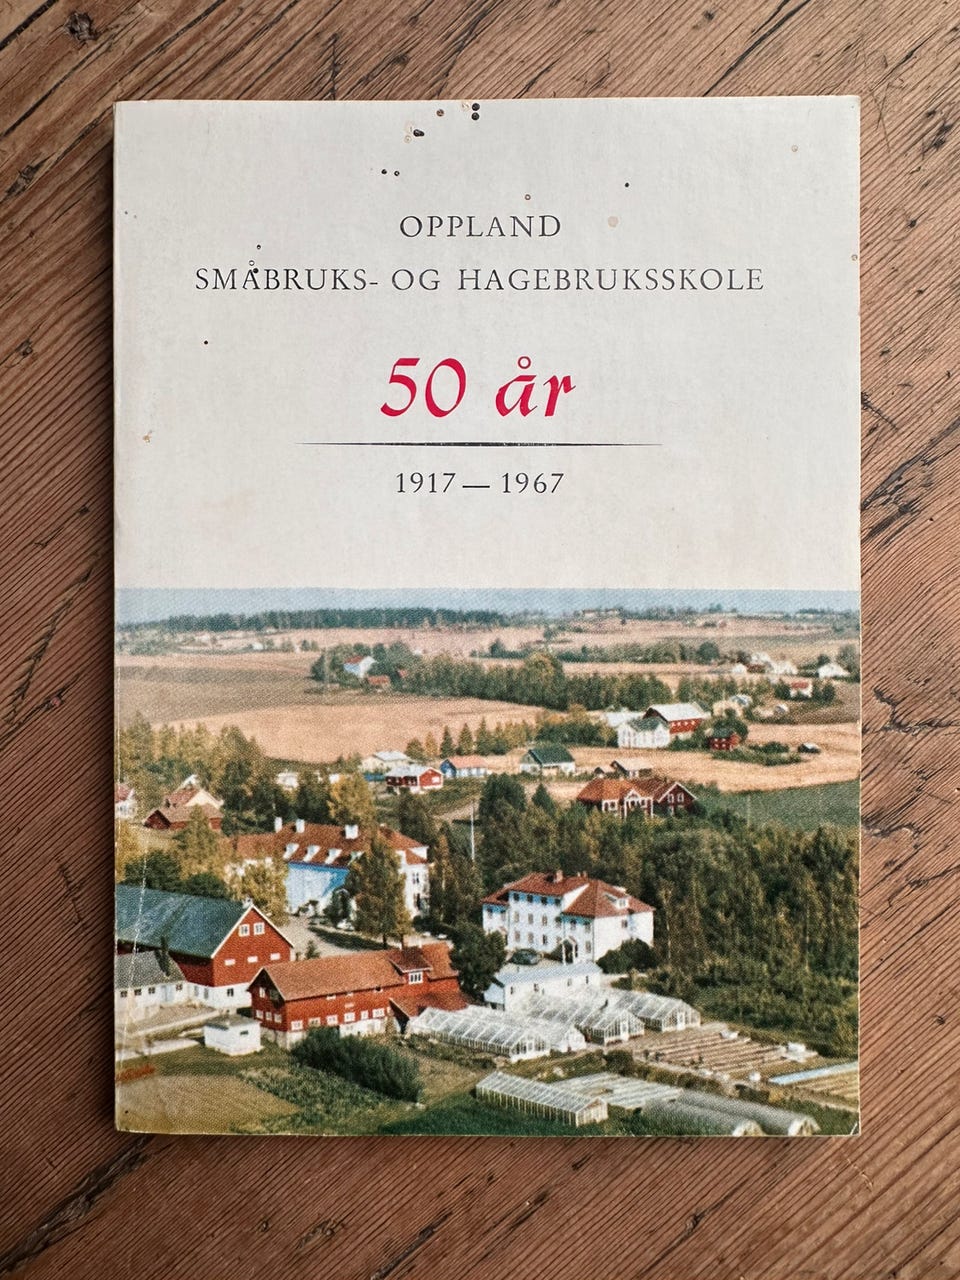 OPPLAND
SMÅBRUKS- OG HAGEBRUKSSKOLE
50 år
1917 — 1967